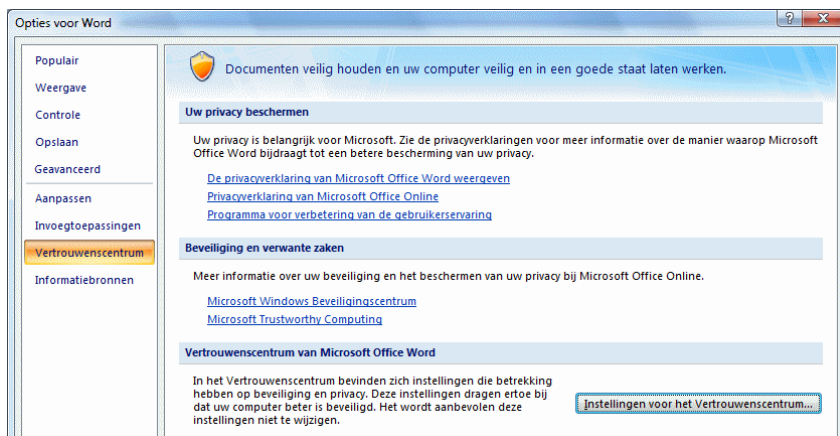 Opties voor Word
Populair
Weergave
Controle
Opslaan
Geavanceerd
Aanpassen
Invoegtoepassingen
Vertrouwenscentrum
Informatiebronnen
Documenten veilig houden en uw computer veilig en in een goede staat laten werken.
Uw privacy beschermen
Uw privacy is belangrijk voor Microsoft. Zie de privacyverklaringen voor meer informatie over de manier waarop Microsoft
Office Word bijdraagt tot een betere bescherming van uw privacy.
De privacyverklaring van Microsoft Office Word weergeven
Privacyverklaring van Microsoft Office Online
Programma voor verbetering van de gebruikerservaring
Beveiliging en verwante zaken
Meer informatie over uw beveiliging en het beschermen van uw privacy bij Microsoft Office Online.
Microsoft Windows Beveiligingscentrum
Microsoft Trustworthy Computing
Vertrouwenscentrum van Microsoft Office Word
In het Vertrouwenscentrum bevinden zich instellingen die betrekking
hebben op beveiliging en privacy. Deze instellingen dragen ertoe bij
dat uw computer beter is beveiligd. Het wordt aanbevolen deze
instellingen niet te wijzigen.
Instellingen voor het Vertrouwenscentrum...